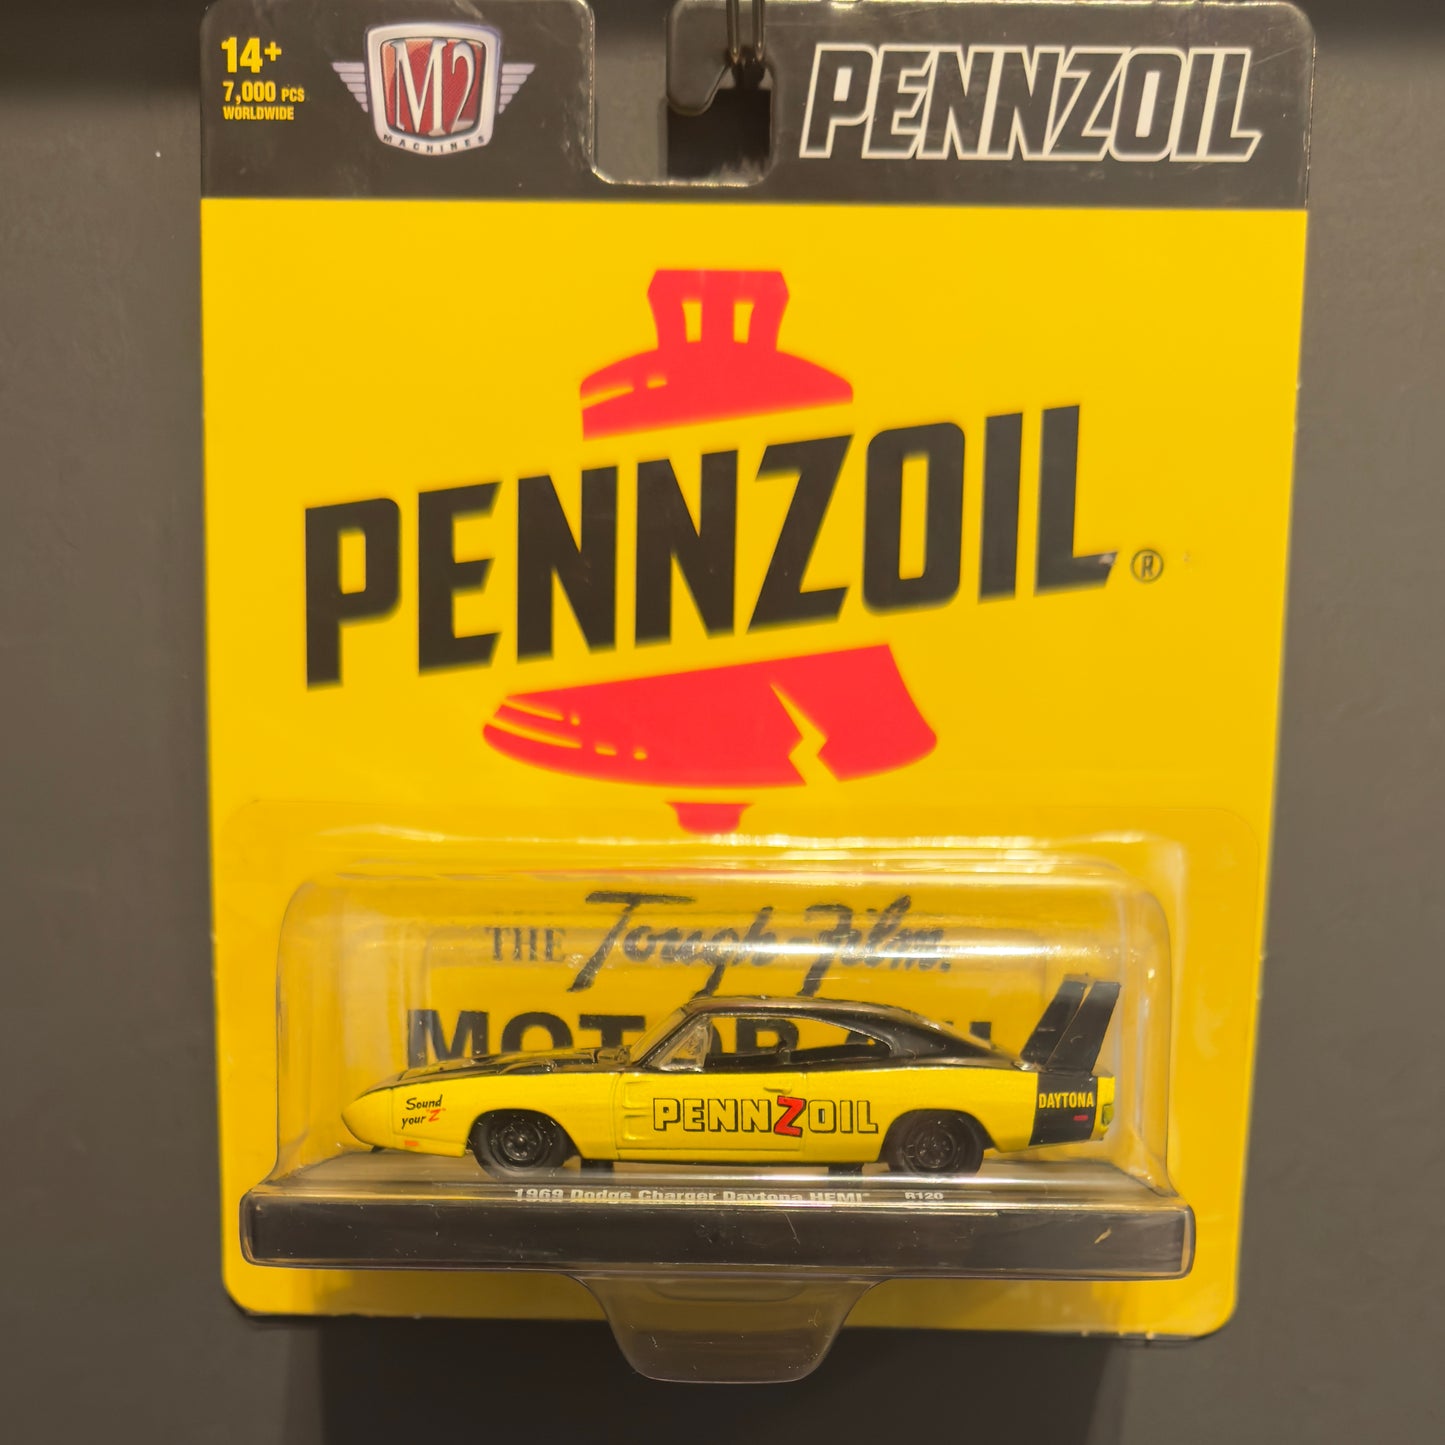 14+
7,000 PCS
WORLDWIDE
M2
MACHINES
PENNZOIL
PENNZOIL®
THE Tough-Film.
MOTOR OIL
Sound
your "Z"
PENNZOIL
DAYTONA
1969 Dodge Charger Daytona HEMI® R120